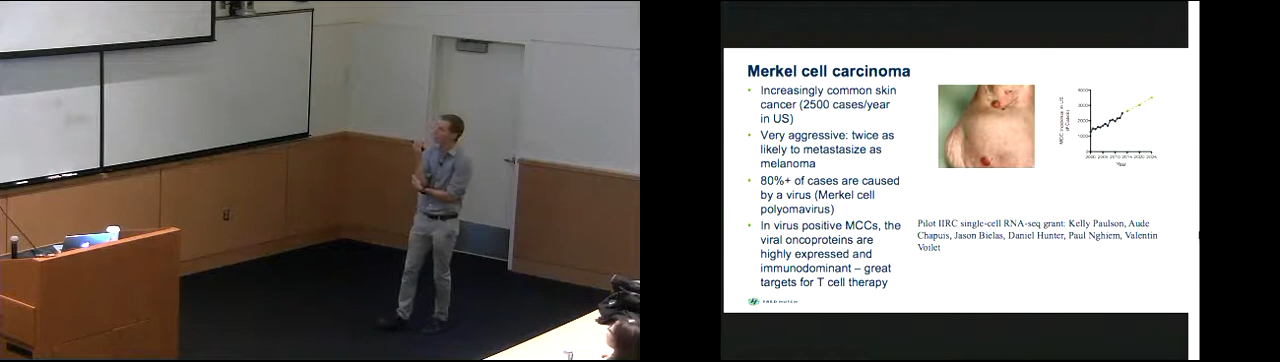 Merkel cell carcinoma
• Increasingly common skin
cancer (2500 cases/year
in US)
• Very aggressive: twice as
likely to metastasize as
melanoma
• 80%+ of cases are caused
by a virus (Merkel cell
polyomavirus)
• In virus positive MCCs, the
viral oncoproteins are
highly expressed and
immunodominant – great
targets for T cell therapy
Year
Pilot IIRC single-cell RNA-seq grant: Kelly Paulson, Aude
Chapuis, Jason Bielas, Daniel Hunter, Paul Nghiem, Valentin
Voilet
FRED HUTCH